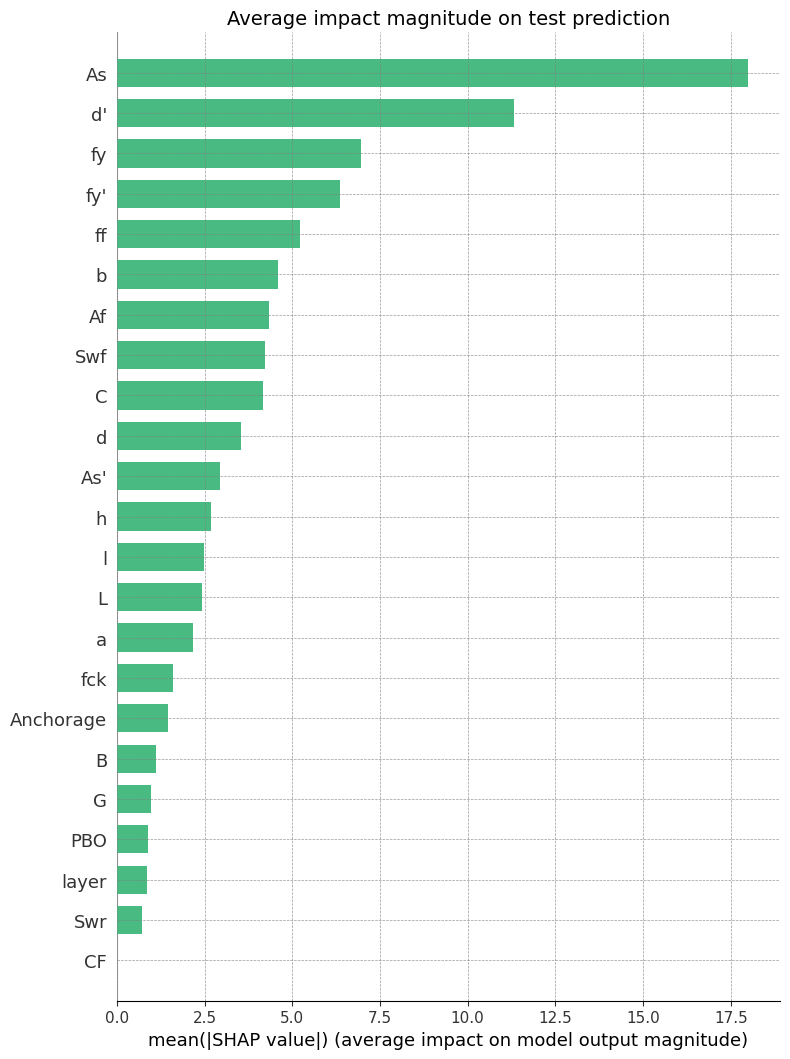 Average impact magnitude on test prediction
As
d'
fy
fy'
ff
b
Af
Swf
C
d
As'
h
l
L
a
fck
Anchorage
B
G
PBO
layer
Swr
CF
0.0 2.5 5.0 7.5 10.0 12.5 15.0 17.5
mean(|SHAP value|) (average impact on model output magnitude)